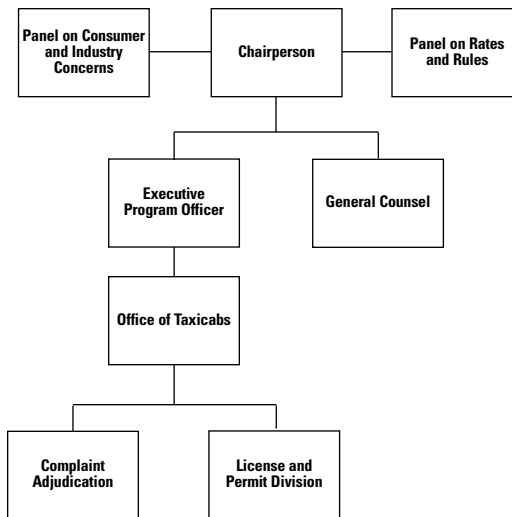 Panel on Consumer
and Industry
Concerns
Chairperson
Panel on Rates
and Rules
Executive
Program Officer
General Counsel
Office of Taxicabs
Complaint
Adjudication
License and
Permit Division